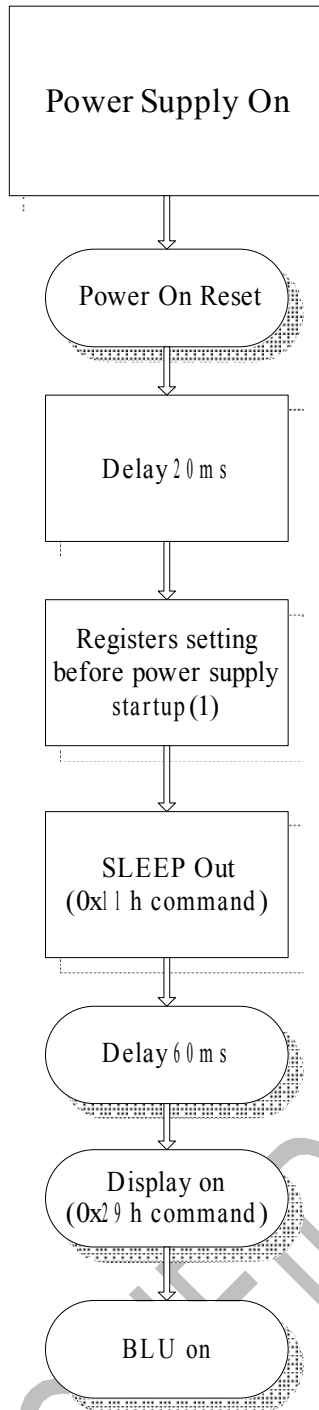 Power Supply On
Power On Reset
Delay 20ms
Registers setting
before power supply
startup(1)
SLEEP Out
(0x11h command)
Delay 60ms
Display on
(0x29h command)
BLU on